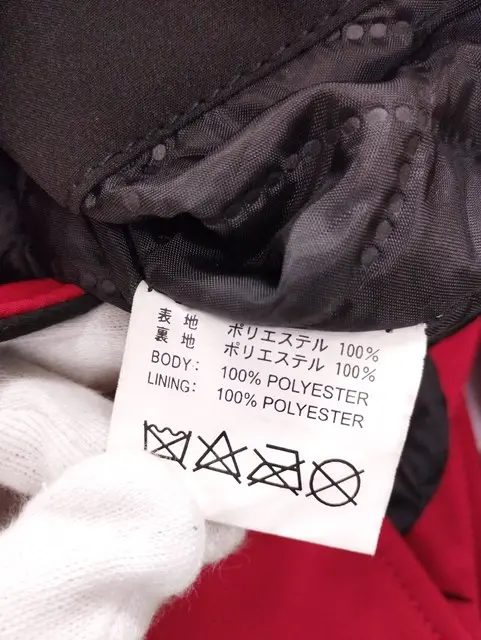 表 地 ポリエステル 100%
裏 地 ポリエステル 100%
BODY: 100% POLYESTER
LINING: 100% POLYESTER